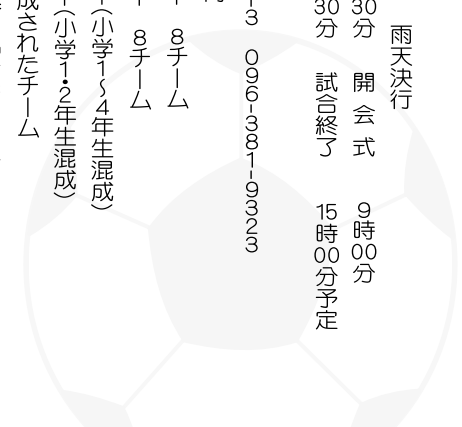 雨天決行
30分 開会式 9時00分
30分 試合終了 15時00分予定
3 096-381-9323
8チーム
8チーム
（小学1～4年生混成）
（小学1・2年生混成）
成されたチーム